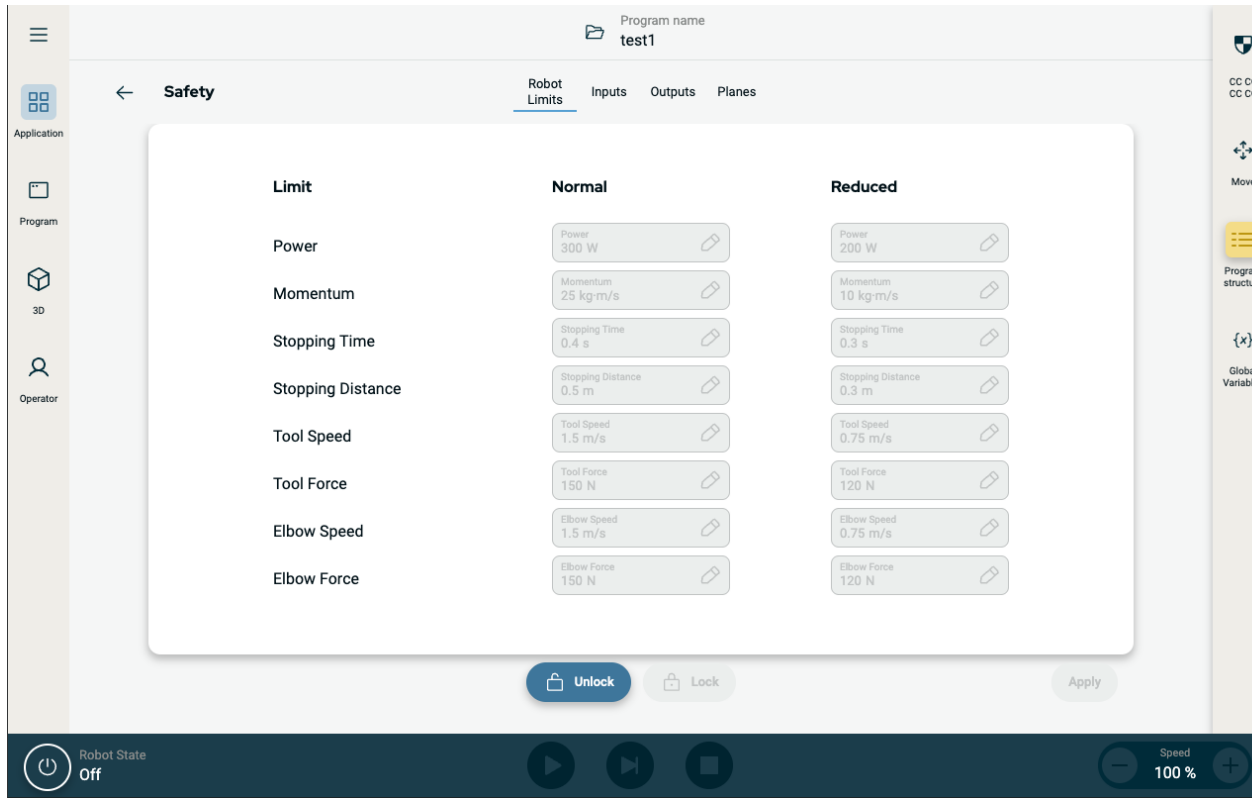 Program name
test1
Safety
Robot
Limits
Inputs
Outputs
Planes
Application
Program
3D
Operator
Limit
Normal
Reduced
Power
Power
300 W
Power
200 W
Momentum
Momentum
25 kg·m/s
Momentum
10 kg·m/s
Stopping Time
Stopping Time
0.4 s
Stopping Time
0.3 s
Stopping Distance
Stopping Distance
0.5 m
Stopping Distance
0.3 m
Tool Speed
Tool Speed
1.5 m/s
Tool Speed
0.75 m/s
Tool Force
Tool Force
150 N
Tool Force
120 N
Elbow Speed
Elbow Speed
1.5 m/s
Elbow Speed
0.75 m/s
Elbow Force
Elbow Force
150 N
Elbow Force
120 N
Unlock
Lock
Apply
CC
CC
{x}
Robot State
Off
Speed
100 %